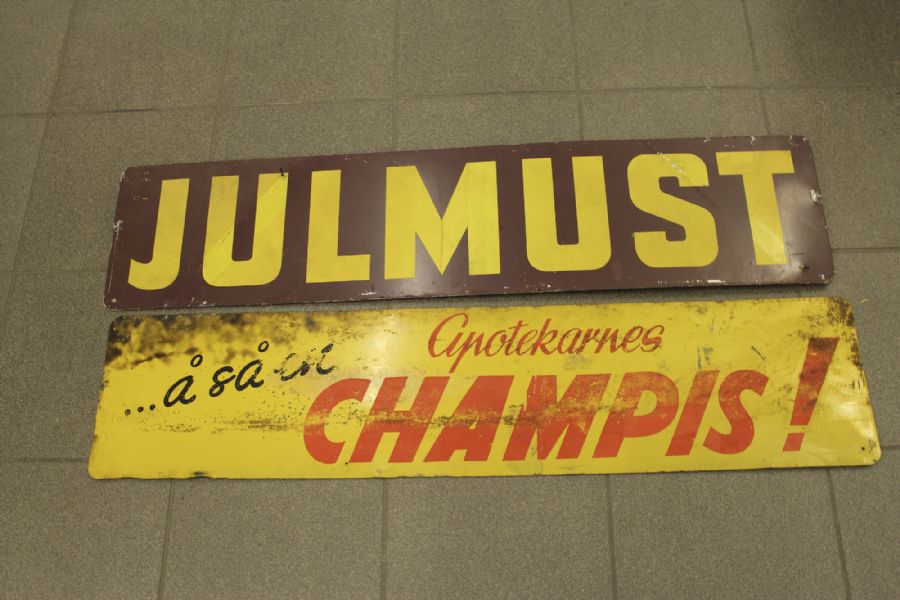 JULMUST
...å så en
Apotekarnes
CHAMPIS!